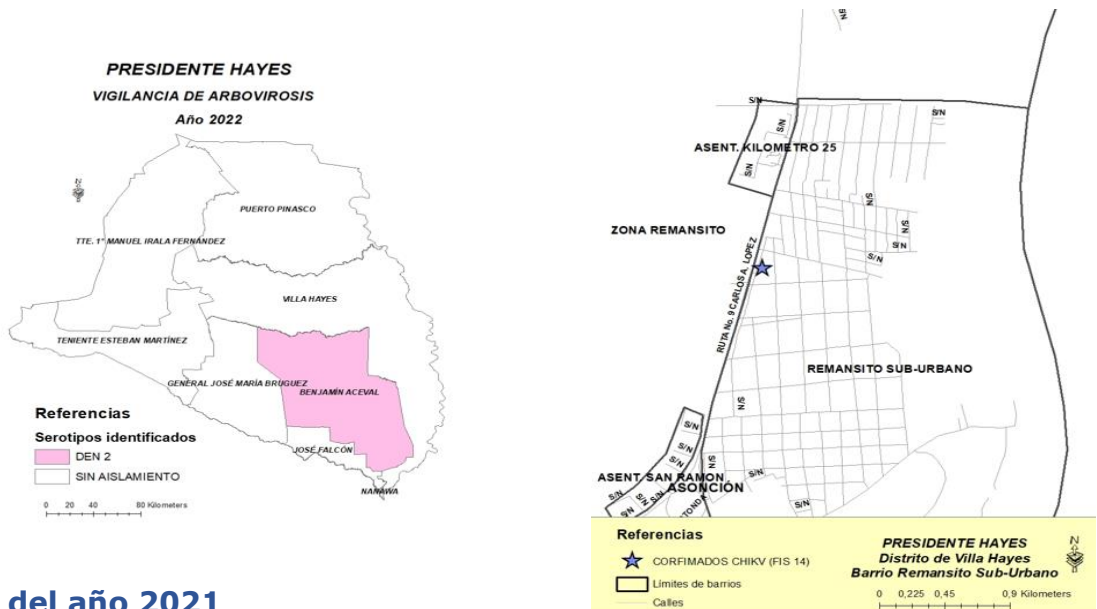 PRESIDENTE HAYES
VIGILANCIA DE ARBOVIROSIS
Año 2022
PUERTO PINASCO
TTE. 1° MANUEL IRALA FERNÁNDEZ
VILLA HAYES
TENIENTE ESTEBAN MARTÍNEZ
GENERAL JOSÉ MARÍA BRUGUEZ
BENJAMÍN ACEVAL
JOSÉ FALCÓN
NANAWA
Referencias
Serotipos identificados
DEN 2
SIN AISLAMIENTO
0 20 40 80 Kilometers
del año 2021
S/N
S/N
S/N
S/N
ASENT. KILOMETRO 25
S/N
S/N
S/N
ZONA REMANSITO
S/N
S/N
RUTA No. 9 CARLOS A. LOPEZ
REMANSITO SUB-URBANO
S/N
S/N
S/N
S/N
S/N
ASENT. SAN RAMON
S/N
ASONCIÓN
S/N
S/N
S/N
S/N
S/N
Referencias
CORFIMADOS CHIKV (FIS 14)
Límites de barrios
Calles
PRESIDENTE HAYES
Distrito de Villa Hayes
Barrio Remansito Sub-Urbano
N
0 0,225 0,45 0,9 Kilometers